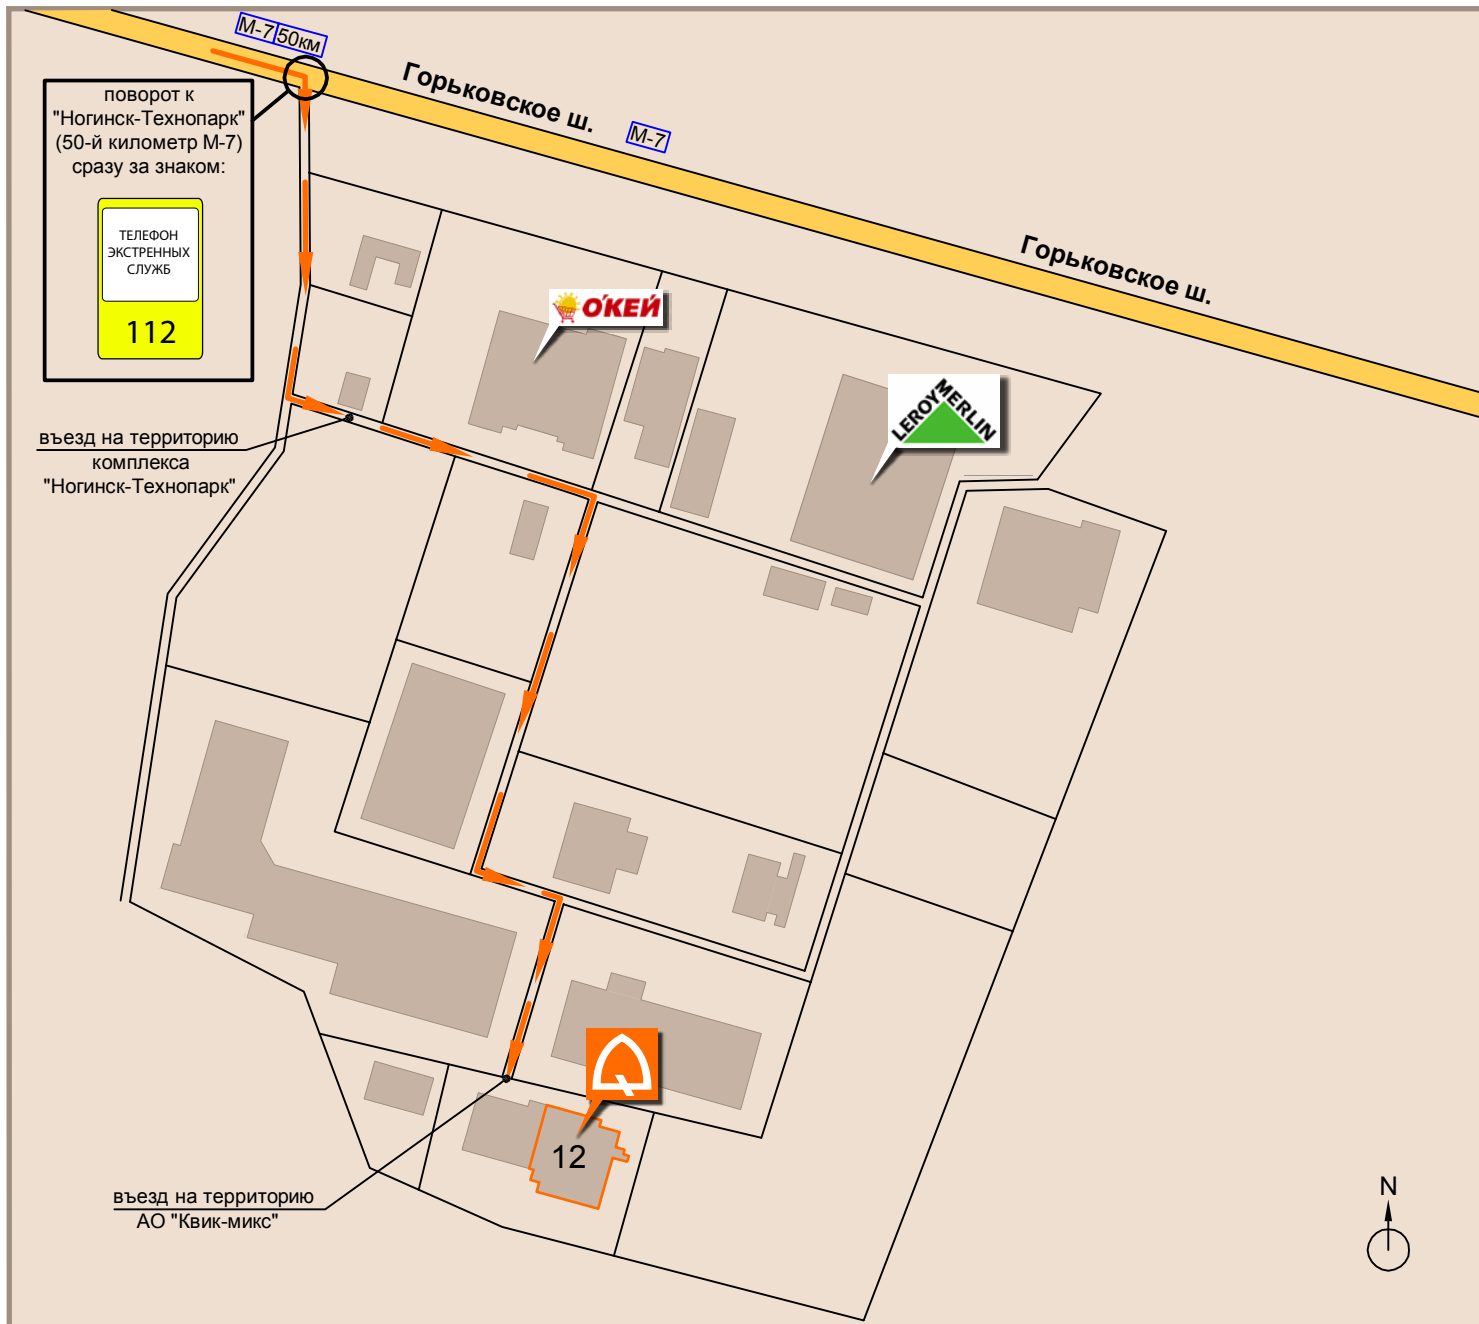 М-7 50км
Горьковское ш.
М-7
Горьковское ш.
поворот к
"Ногинск-Технопарк"
(50-й километр М-7)
сразу за знаком:
ТЕЛЕФОН
ЭКСТРЕННЫХ
СЛУЖБ
112
О'КЕЙ
LEROY MERLIN
въезд на территорию
комплекса
"Ногинск-Технопарк"
12
въезд на территорию
АО "Квик-микс"
N